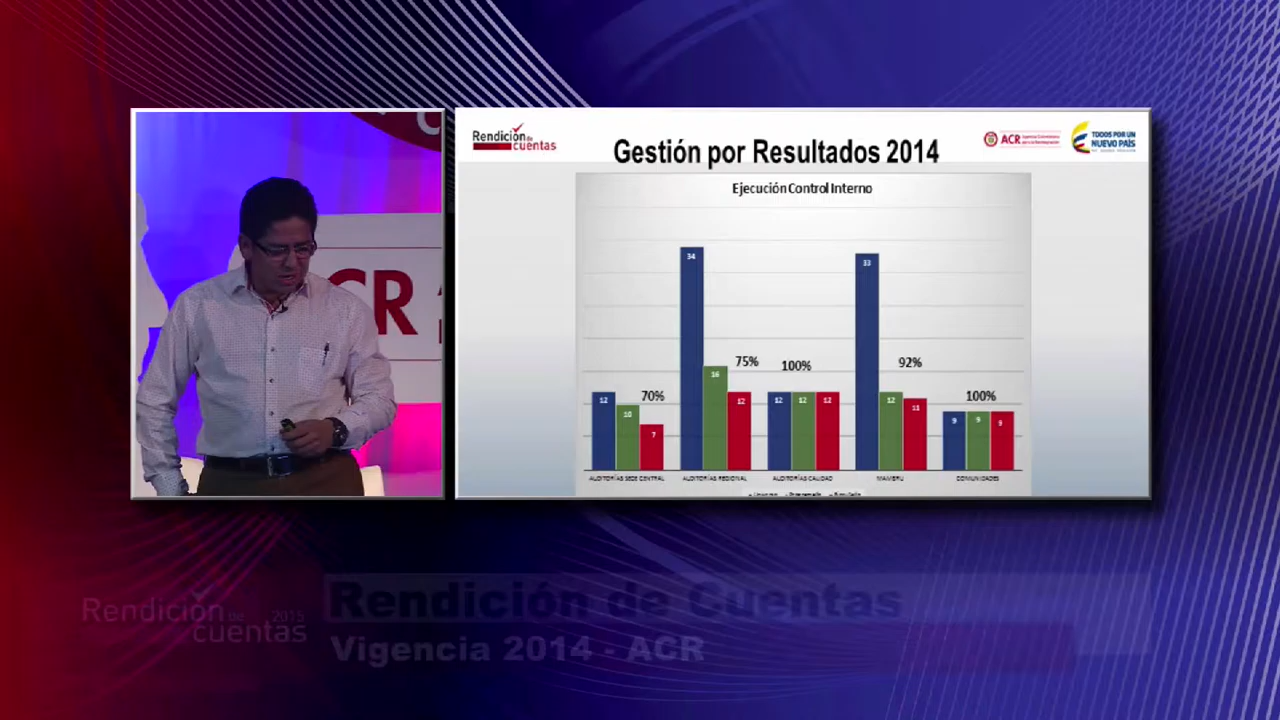 CR
Rendición de cuentas
Gestión por Resultados 2014
ACR
TODOS POR UN
NUEVO PAÍS
Ejecución Control Interno
34
33
75%
100%
92%
16
70%
100%
12
10
7
12
12
12
12
12
11
9
9
9
AUDITORÍAS SEDE CENTRAL
AUDITORÍAS REGIONAL
AUDITORÍAS CALIDAD
MAMBRU
COMUNIDADES
Rendición de 2015
cuentas
Rendición de Cuentas
Vigencia 2014 - ACR